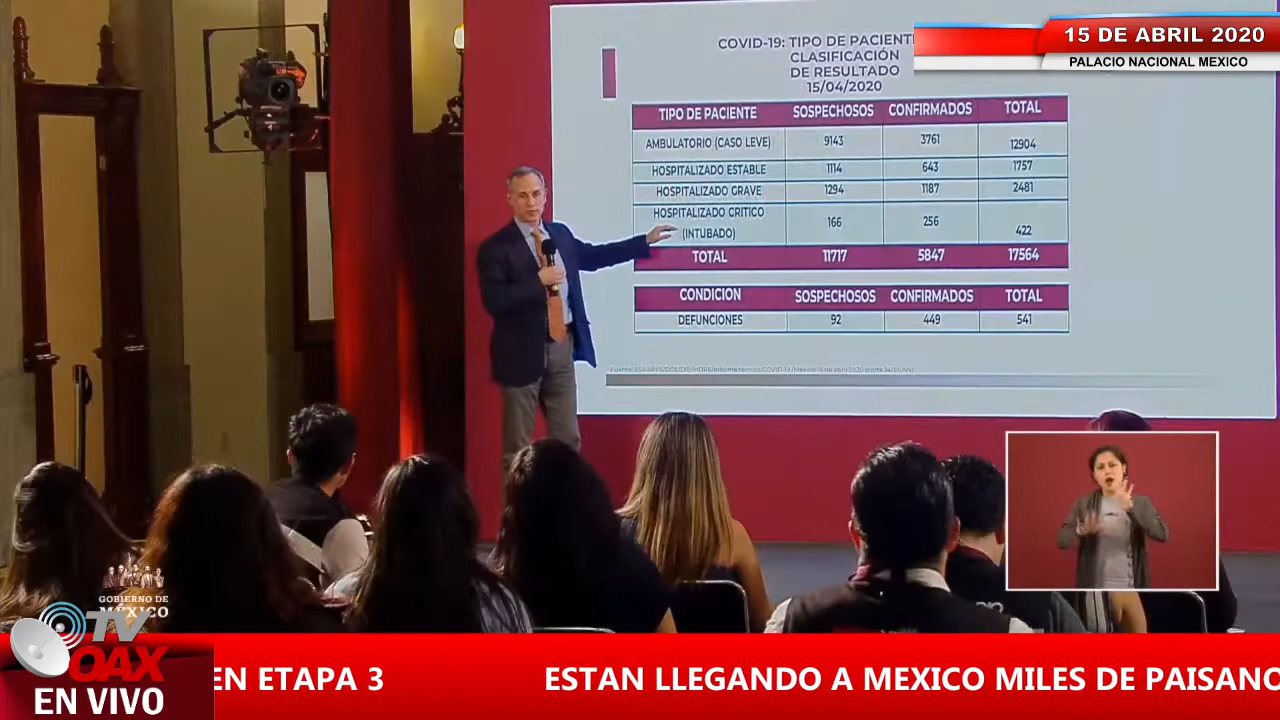 15 DE ABRIL 2020
PALACIO NACIONAL MEXICO
COVID-19: TIPO DE PACIENTE
CLASIFICACIÓN
DE RESULTADO
15/04/2020
TIPO DE PACIENTE SOSPECHOSOS CONFIRMADOS TOTAL
AMBULATORIO (CASO LEVE) 9143 3761 12904
HOSPITALIZADO ESTABLE 1114 643 1757
HOSPITALIZADO GRAVE 1294 1187 2481
HOSPITALIZADO CRITICO
(INTUBADO) 166 256 422
TOTAL 11717 5847 17564
CONDICION SOSPECHOSOS CONFIRMADOS TOTAL
DEFUNCIONES 92 449 541
GOBIERNO DE
MÉXICO
TV
OAX
EN VIVO
EN ETAPA 3 ESTAN LLEGANDO A MEXICO MILES DE PAISANO